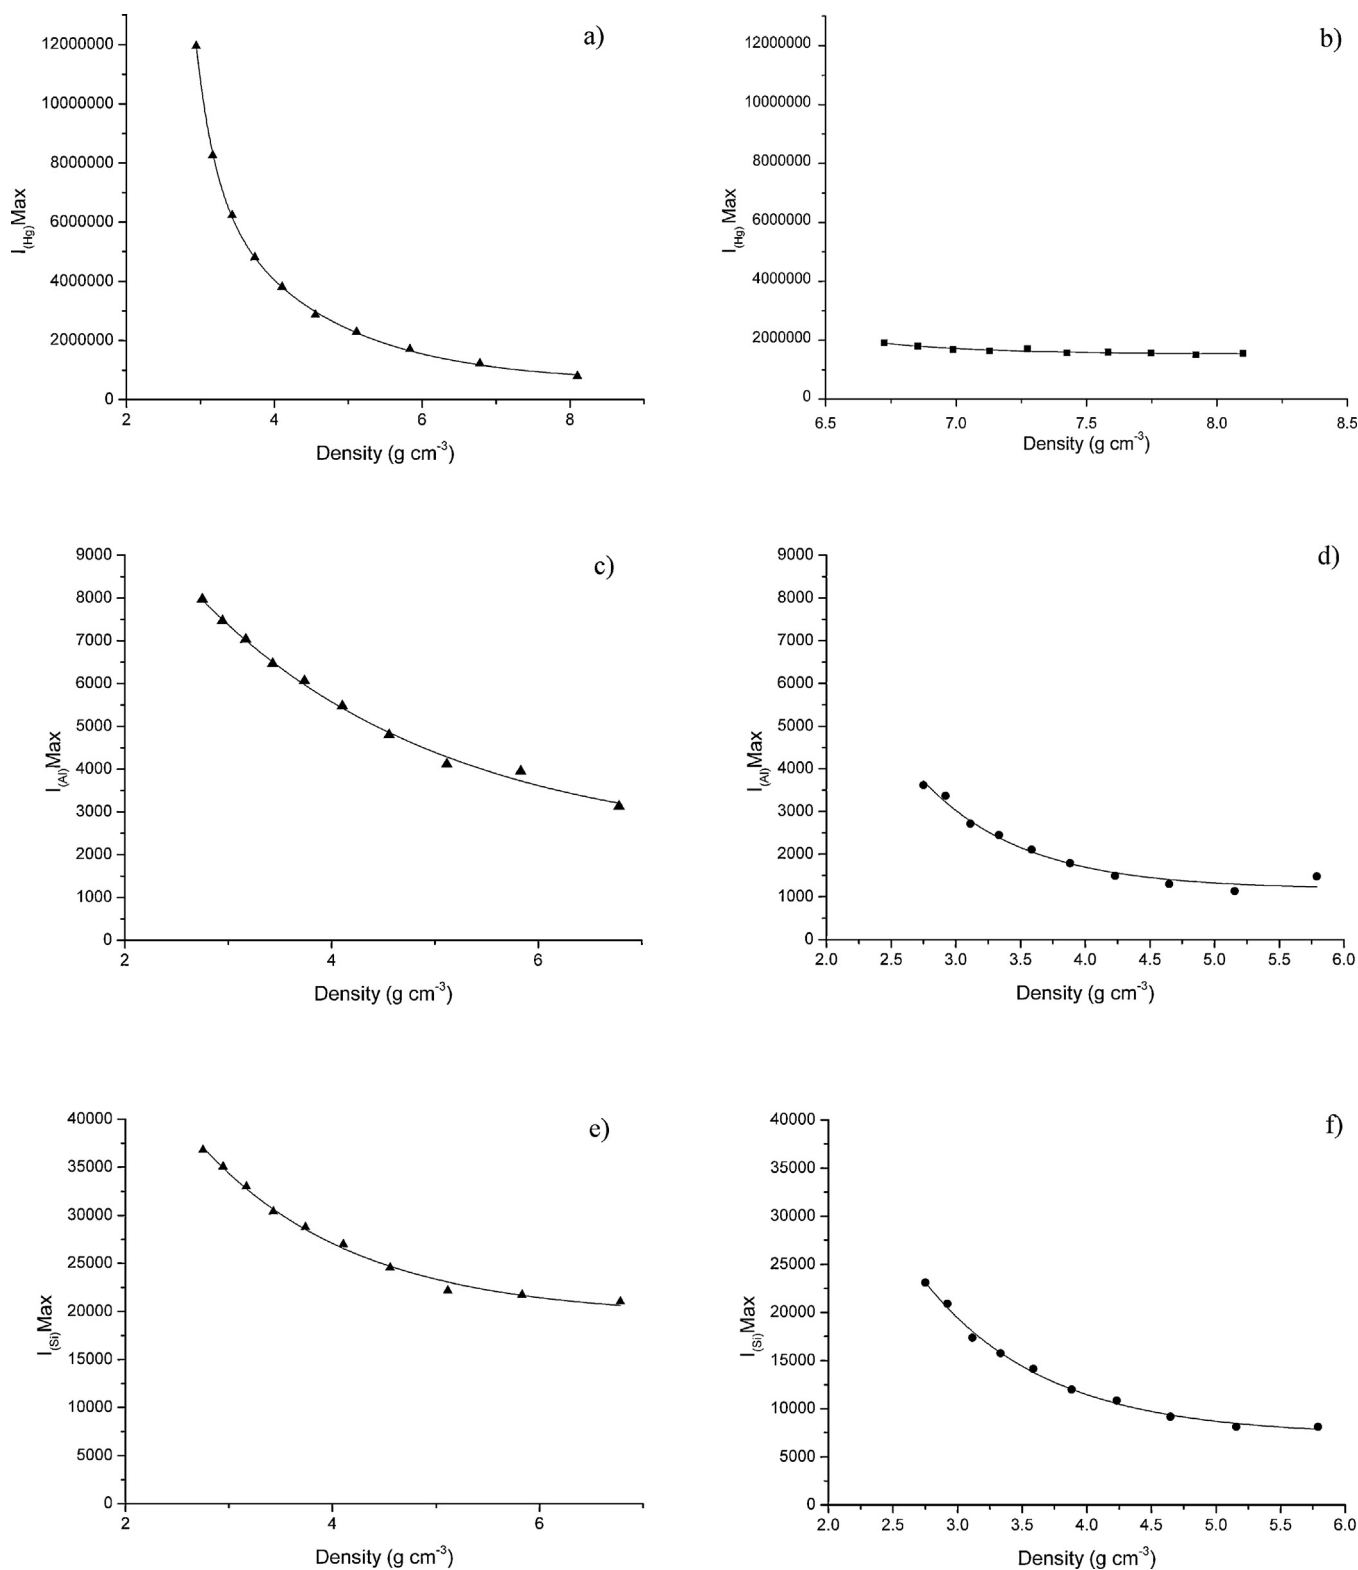 a)
12000000
10000000
8000000
6000000
4000000
2000000
0
I(Hg)Max
2 4 6 8
Density (g cm-3)
b)
12000000
10000000
8000000
6000000
4000000
2000000
0
I(Hg)Max
6.5 7.0 7.5 8.0 8.5
Density (g cm-3)
c)
9000
8000
7000
6000
5000
4000
3000
2000
1000
0
I(Al)Max
2 4 6
Density (g cm-3)
d)
9000
8000
7000
6000
5000
4000
3000
2000
1000
0
I(Al)Max
2.0 2.5 3.0 3.5 4.0 4.5 5.0 5.5 6.0
Density (g cm-3)
e)
40000
35000
30000
25000
20000
15000
10000
5000
0
I(Si)Max
2 4 6
Density (g cm-3)
f)
40000
35000
30000
25000
20000
15000
10000
5000
0
I(Si)Max
2.0 2.5 3.0 3.5 4.0 4.5 5.0 5.5 6.0
Density (g cm-3)